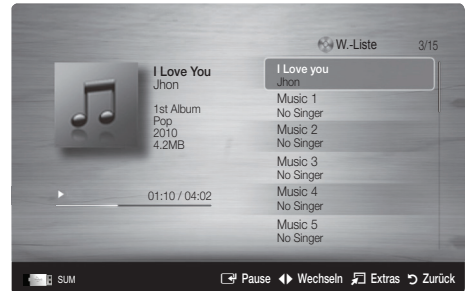 W.-Liste 3/15
I Love You
Jhon
1st Album
Pop
2010
4.2MB
01:10 / 04:02
I Love you
Jhon
Music 1
No Singer
Music 2
No Singer
Music 3
No Singer
Music 4
No Singer
Music 5
No Singer
SUM Pause Wechseln Extras Zurück